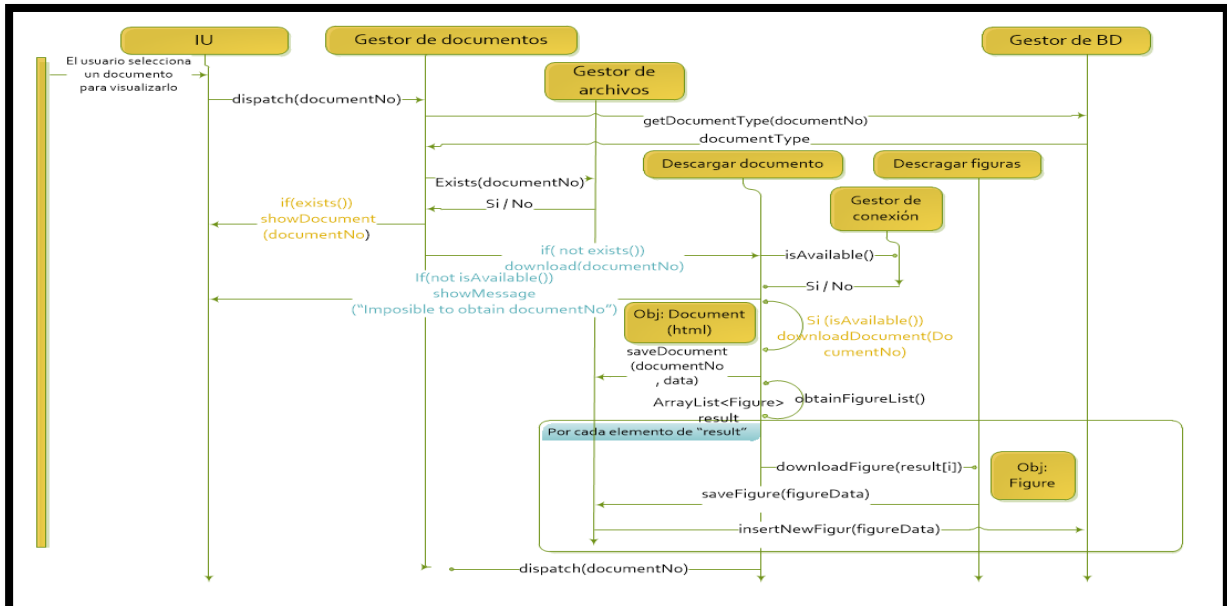 IU
Gestor de documentos
Gestor de BD
El usuario selecciona
un documento
para visualizarlo
Gestor de
archivos
dispatch(documentNo)
getDocumentType(documentNo)
documentType
Descargar documento
Descragar figuras
Exists(documentNo)
Si / No
Gestor de
conexión
if(exists())
showDocument
(documentNo)
if( not exists())
download(documentNo)
isAvailable()
If(not isAvailable())
showMessage
("Imposible to obtain documentNo")
Si / No
Obj: Document
(html)
Si (isAvailable())
downloadDocument(Do
cumentNo)
saveDocument
(documentNo
, data)
ArrayList<Figure>
result
obtainFigureList()
Por cada elemento de "result"
downloadFigure(result[i])
Obj:
Figure
saveFigure(figureData)
insertNewFigur(figureData)
dispatch(documentNo)